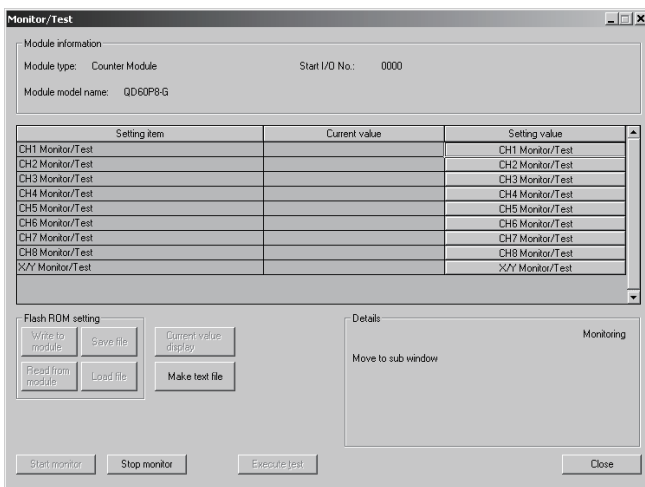 Monitor/Test
Module information
Module type: Counter Module Start I/O No.: 0000
Module model name: QD60P8-G
Setting item Current value Setting value
CH1 Monitor/Test CH1 Monitor/Test
CH2 Monitor/Test CH2 Monitor/Test
CH3 Monitor/Test CH3 Monitor/Test
CH4 Monitor/Test CH4 Monitor/Test
CH5 Monitor/Test CH5 Monitor/Test
CH6 Monitor/Test CH6 Monitor/Test
CH7 Monitor/Test CH7 Monitor/Test
CH8 Monitor/Test CH8 Monitor/Test
X/Y Monitor/Test X/Y Monitor/Test
Flash ROM setting
Write to
module
Save file
Current value
display
Read from
module
Load file
Make text file
Details
Monitoring
Move to sub window
Start monitor Stop monitor Execute test Close